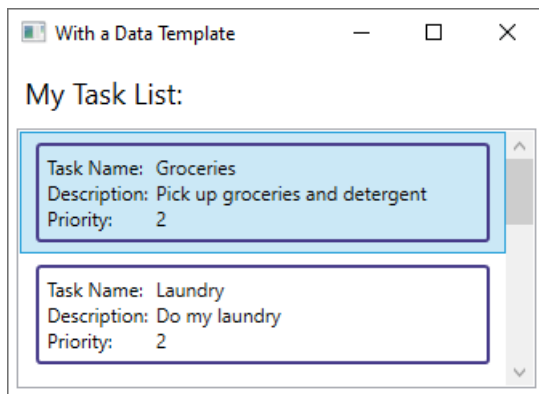 With a Data Template
My Task List:
Task Name: Groceries
Description: Pick up groceries and detergent
Priority: 2
Task Name: Laundry
Description: Do my laundry
Priority: 2